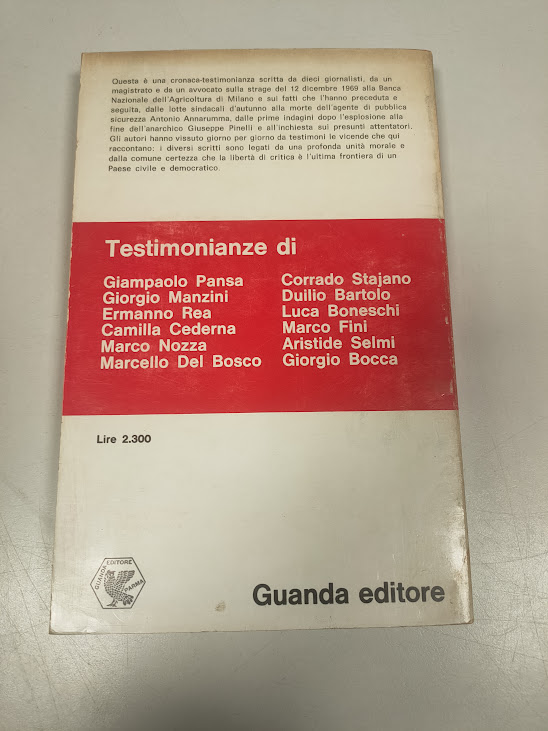 Questa è una cronaca-testimonianza scritta da dieci giornalisti, da un
magistrato e da un avvocato sulla strage del 12 dicembre 1969 alla Banca
Nazionale dell'Agricoltura di Milano e sui fatti che l'hanno preceduta e
seguita, dalle lotte sindacali d'autunno alla morte dell'agente di pubblica
sicurezza Antonio Annarumma, dalle prime indagini dopo l'esplosione alla
fine dell'anarchico Giuseppe Pinelli e all'inchiesta sui presunti attentatori.
Gli autori hanno vissuto giorno per giorno da testimoni le vicende che qui
raccontano: i diversi scritti sono legati da una profonda unità morale e
dalla comune certezza che la libertà di critica è l'ultima frontiera di un
Paese civile e democratico.
Testimonianze di
Giampaolo Pansa
Giorgio Manzini
Ermanno Rea
Camilla Cederna
Marco Nozza
Marcello Del Bosco
Corrado Stajano
Duilio Bartolo
Luca Boneschi
Marco Fini
Aristide Selmi
Giorgio Bocca
Lire 2.300
GUANDA EDITORE PARMA
Guanda editore